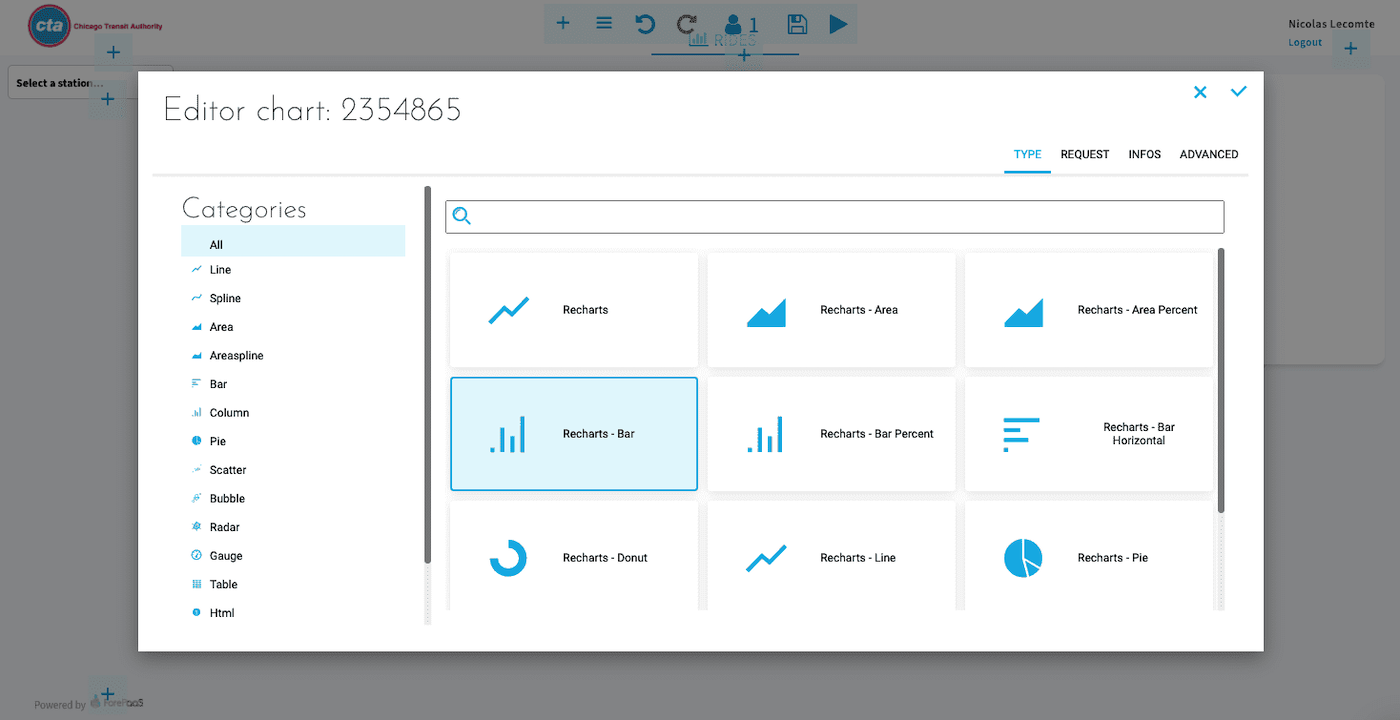 cta
Chicago Transit Authority
1
RIDES
Nicolas Lecomte
Logout
Select a station...
Editor chart: 2354865
TYPE
REQUEST
INFOS
ADVANCED
Categories
All
Line
Spline
Area
Areaspline
Bar
Column
Pie
Scatter
Bubble
Radar
Gauge
Table
Html
Recharts
Recharts - Area
Recharts - Area Percent
Recharts - Bar
Recharts - Bar Percent
Recharts - Bar
Horizontal
Recharts - Donut
Recharts - Line
Recharts - Pie
Powered by ForePaaS